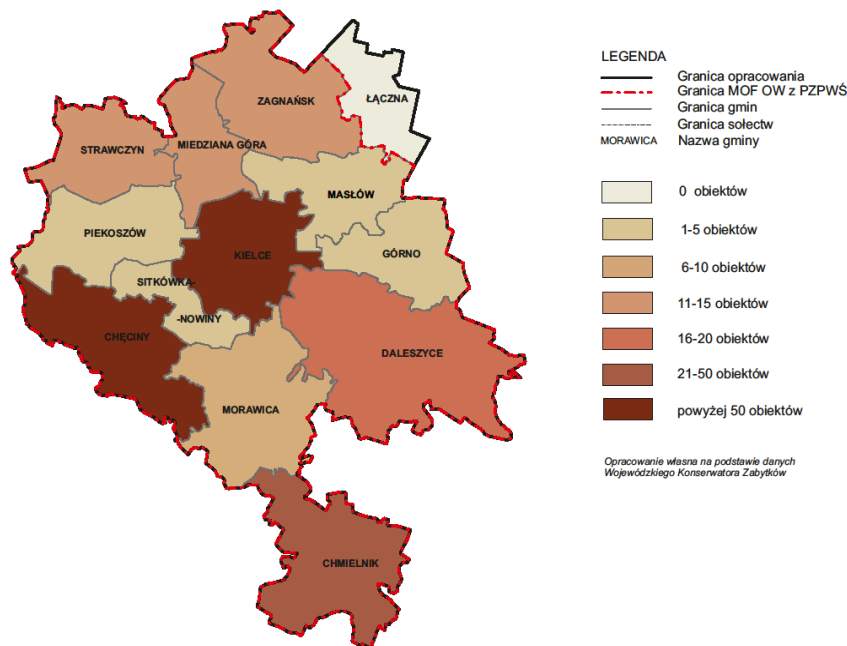 ZAGNAŃSK
ŁĄCZNA
STRAWCZYN
MIEDZIANA GÓRA
MASŁÓW
PIEKOSZÓW
KIELCE
GÓRNO
SITKÓWKA-
-NOWINY
CHĘCINY
DALESZYCE
MORAWICA
CHMIELNIK
LEGENDA
Granica opracowania
Granica MOF OW z PZPWŚ
Granica gmin
Granica sołectw
MORAWICA Nazwa gminy
0 obiektów
1-5 obiektów
6-10 obiektów
11-15 obiektów
16-20 obiektów
21-50 obiektów
powyżej 50 obiektów
Opracowanie własna na podstawie danych
Wojewódzkiego Konserwatora Zabytków